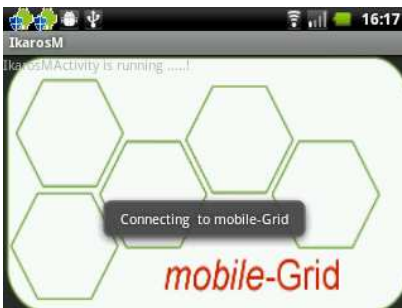 16:17
IkarosM
IkarosMActivity is running .....!
Connecting  to mobile-Grid
mobile-Grid